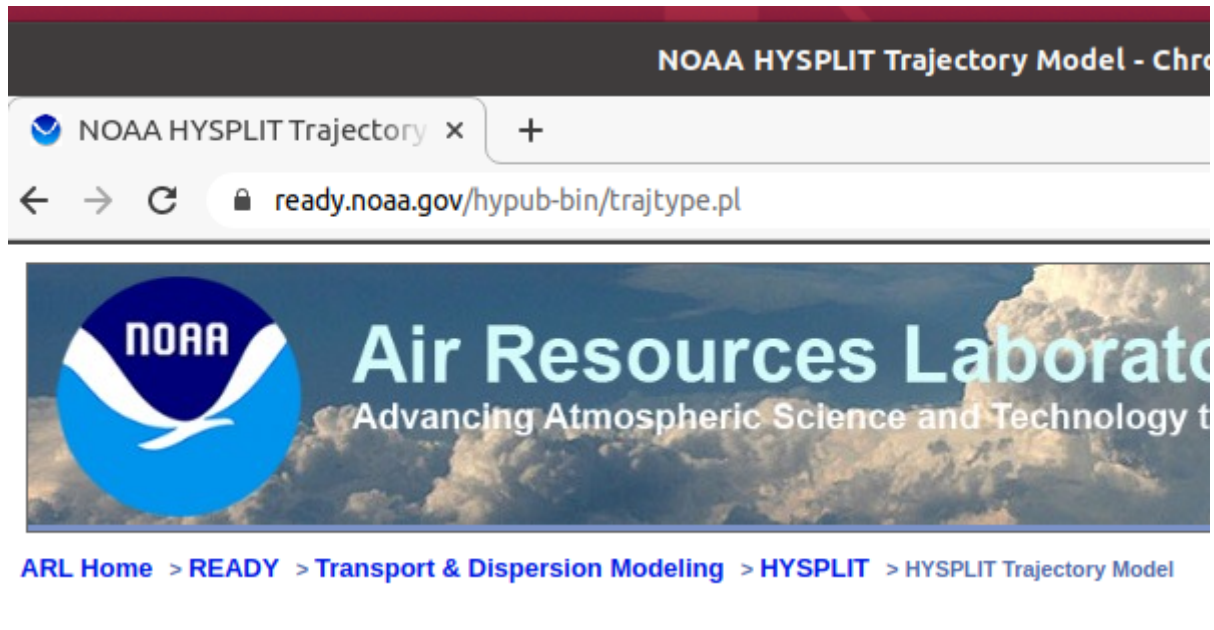 NOAA HYSPLIT Trajectory Model - Chro
NOAA HYSPLIT Trajectory
ready.noaa.gov/hypub-bin/trajtype.pl
NOAA
Air Resources Laborato
Advancing Atmospheric Science and Technology t
ARL Home > READY > Transport & Dispersion Modeling > HYSPLIT > HYSPLIT Trajectory Model